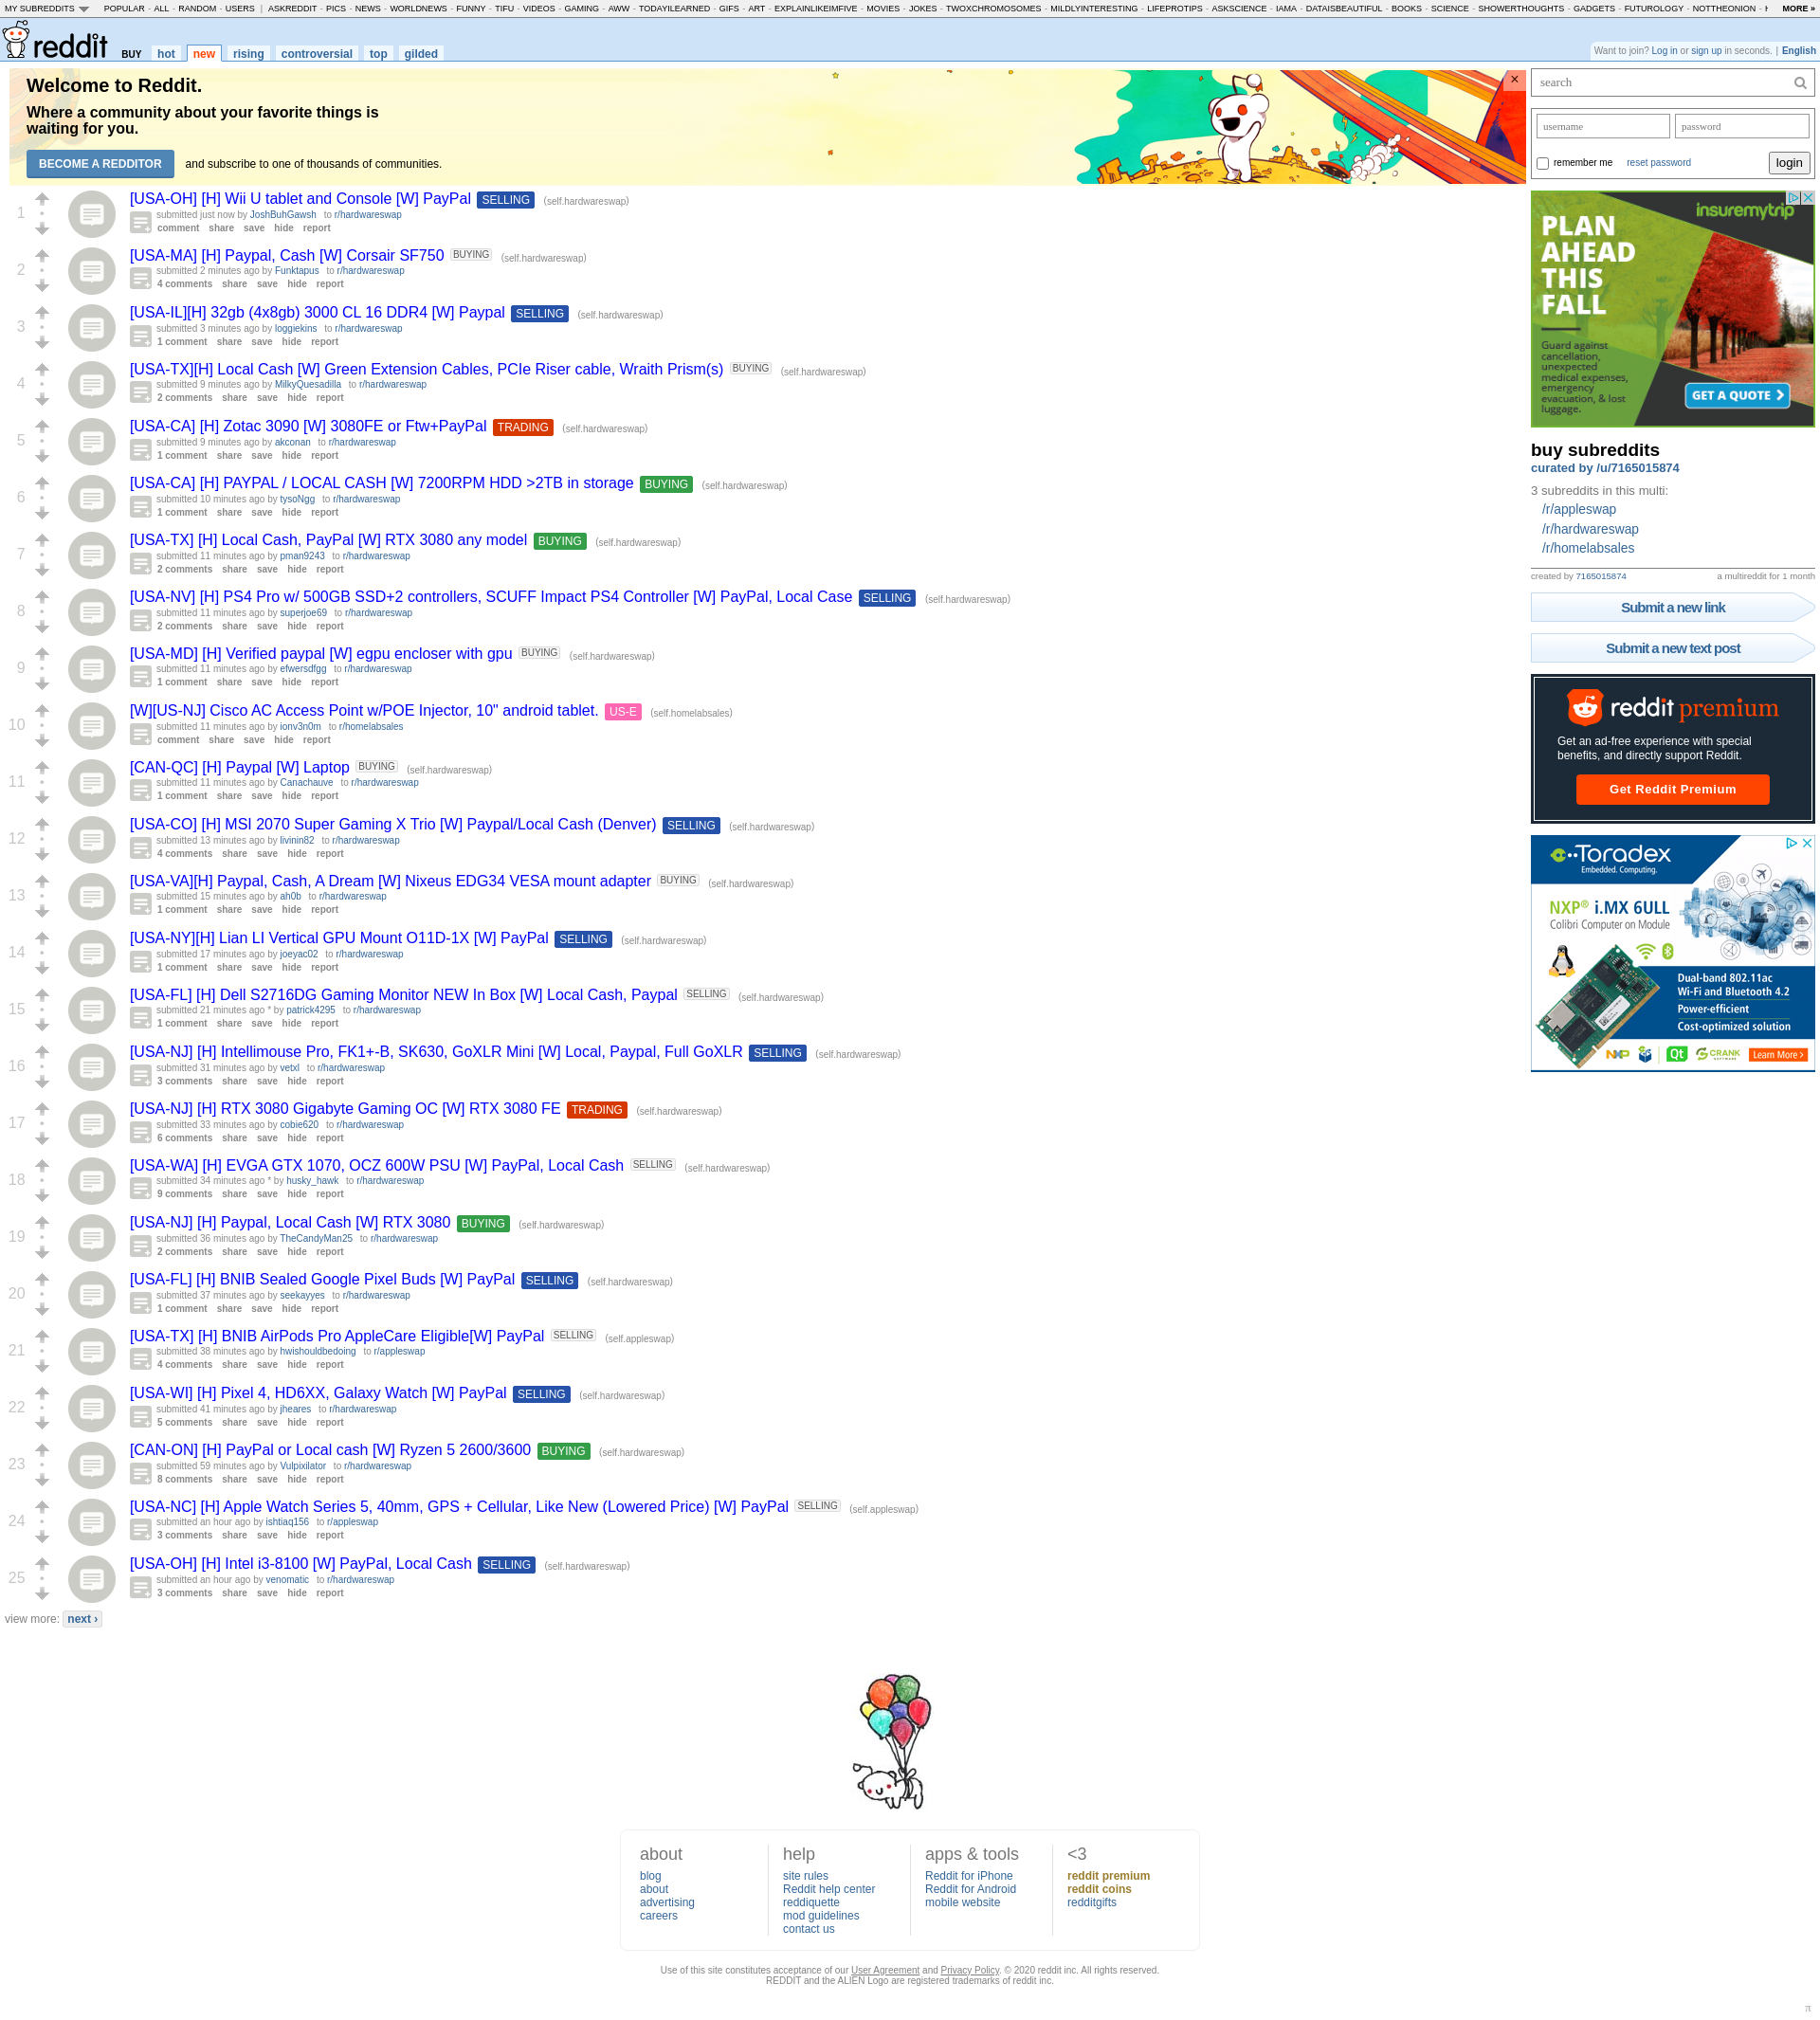 MY SUBREDDITS POPULAR - ALL - RANDOM - USERS | ASKREDDIT - PICS - NEWS - WORLDNEWS - FUNNY - TIFU - VIDEOS - GAMING - AWW - TODAYILEARNED - GIFS - ART - EXPLAINLIKEIMFIVE - MOVIES - JOKES - TWOXCHROMOSOMES - MILDLYINTERESTING - LIFEPROTIPS - ASKSCIENCE - IAMA - DATAISBEAUTIFUL - BOOKS - SCIENCE - SHOWERTHOUGHTS - GADGETS - FUTUROLOGY - NOTTHEONION - MORE »
reddit BUY hot new rising controversial top gilded
Want to join? Log in or sign up in seconds. | English
Welcome to Reddit.
Where a community about your favorite things is
waiting for you.
BECOME A REDDITOR and subscribe to one of thousands of communities.
×
1
[USA-OH] [H] Wii U tablet and Console [W] PayPal SELLING (self.hardwareswap)
submitted just now by JoshBuhGawsh to r/hardwareswap
comment share save hide report
2
[USA-MA] [H] Paypal, Cash [W] Corsair SF750 BUYING (self.hardwareswap)
submitted 2 minutes ago by Funktapus to r/hardwareswap
4 comments share save hide report
3
[USA-IL][H] 32gb (4x8gb) 3000 CL 16 DDR4 [W] Paypal SELLING (self.hardwareswap)
submitted 3 minutes ago by loggiekins to r/hardwareswap
1 comment share save hide report
4
[USA-TX][H] Local Cash [W] Green Extension Cables, PCIe Riser cable, Wraith Prism(s) BUYING (self.hardwareswap)
submitted 9 minutes ago by MilkyQuesadilla to r/hardwareswap
2 comments share save hide report
5
[USA-CA] [H] Zotac 3090 [W] 3080FE or Ftw+PayPal TRADING (self.hardwareswap)
submitted 9 minutes ago by akconan to r/hardwareswap
1 comment share save hide report
6
[USA-CA] [H] PAYPAL / LOCAL CASH [W] 7200RPM HDD >2TB in storage BUYING (self.hardwareswap)
submitted 10 minutes ago by tysoNgg to r/hardwareswap
1 comment share save hide report
7
[USA-TX] [H] Local Cash, PayPal [W] RTX 3080 any model BUYING (self.hardwareswap)
submitted 11 minutes ago by pman9243 to r/hardwareswap
2 comments share save hide report
8
[USA-NV] [H] PS4 Pro w/ 500GB SSD+2 controllers, SCUFF Impact PS4 Controller [W] PayPal, Local Case SELLING (self.hardwareswap)
submitted 11 minutes ago by superjoe69 to r/hardwareswap
2 comments share save hide report
9
[USA-MD] [H] Verified paypal [W] egpu encloser with gpu BUYING (self.hardwareswap)
submitted 11 minutes ago by efwersdfgg to r/hardwareswap
1 comment share save hide report
10
[W][US-NJ] Cisco AC Access Point w/POE Injector, 10" android tablet. US-E (self.homelabsales)
submitted 11 minutes ago by ionv3n0m to r/homelabsales
comment share save hide report
11
[CAN-QC] [H] Paypal [W] Laptop BUYING (self.hardwareswap)
submitted 11 minutes ago by Canachauve to r/hardwareswap
1 comment share save hide report
12
[USA-CO] [H] MSI 2070 Super Gaming X Trio [W] Paypal/Local Cash (Denver) SELLING (self.hardwareswap)
submitted 13 minutes ago by livinin82 to r/hardwareswap
4 comments share save hide report
13
[USA-VA][H] Paypal, Cash, A Dream [W] Nixeus EDG34 VESA mount adapter BUYING (self.hardwareswap)
submitted 15 minutes ago by ah0b to r/hardwareswap
1 comment share save hide report
14
[USA-NY][H] Lian LI Vertical GPU Mount O11D-1X [W] PayPal SELLING (self.hardwareswap)
submitted 17 minutes ago by joeyac02 to r/hardwareswap
1 comment share save hide report
15
[USA-FL] [H] Dell S2716DG Gaming Monitor NEW In Box [W] Local Cash, Paypal SELLING (self.hardwareswap)
submitted 21 minutes ago * by patrick4295 to r/hardwareswap
1 comment share save hide report
16
[USA-NJ] [H] Intellimouse Pro, FK1+-B, SK630, GoXLR Mini [W] Local, Paypal, Full GoXLR SELLING (self.hardwareswap)
submitted 31 minutes ago by vetxl to r/hardwareswap
3 comments share save hide report
17
[USA-NJ] [H] RTX 3080 Gigabyte Gaming OC [W] RTX 3080 FE TRADING (self.hardwareswap)
submitted 33 minutes ago by cobie620 to r/hardwareswap
6 comments share save hide report
18
[USA-WA] [H] EVGA GTX 1070, OCZ 600W PSU [W] PayPal, Local Cash SELLING (self.hardwareswap)
submitted 34 minutes ago * by husky_hawk to r/hardwareswap
9 comments share save hide report
19
[USA-NJ] [H] Paypal, Local Cash [W] RTX 3080 BUYING (self.hardwareswap)
submitted 36 minutes ago by TheCandyMan25 to r/hardwareswap
2 comments share save hide report
20
[USA-FL] [H] BNIB Sealed Google Pixel Buds [W] PayPal SELLING (self.hardwareswap)
submitted 37 minutes ago by seekayyes to r/hardwareswap
1 comment share save hide report
21
[USA-TX] [H] BNIB AirPods Pro AppleCare Eligible[W] PayPal SELLING (self.appleswap)
submitted 38 minutes ago by hwishouldbedoing to r/appleswap
4 comments share save hide report
22
[USA-WI] [H] Pixel 4, HD6XX, Galaxy Watch [W] PayPal SELLING (self.hardwareswap)
submitted 41 minutes ago by jheares to r/hardwareswap
5 comments share save hide report
23
[CAN-ON] [H] PayPal or Local cash [W] Ryzen 5 2600/3600 BUYING (self.hardwareswap)
submitted 59 minutes ago by Vulpixilator to r/hardwareswap
8 comments share save hide report
24
[USA-NC] [H] Apple Watch Series 5, 40mm, GPS + Cellular, Like New (Lowered Price) [W] PayPal SELLING (self.appleswap)
submitted an hour ago by ishtiaq156 to r/appleswap
3 comments share save hide report
25
[USA-OH] [H] Intel i3-8100 [W] PayPal, Local Cash SELLING (self.hardwareswap)
submitted an hour ago by venomatic to r/hardwareswap
3 comments share save hide report
view more: next ›
search
username password
remember me reset password login
insuremytrip
PLAN
AHEAD
THIS
FALL
Guard against
cancellation,
unexpected
medical expenses,
emergency
evacuation, & lost
luggage.
GET A QUOTE
buy subreddits
curated by /u/7165015874
3 subreddits in this multi:
/r/appleswap
/r/hardwareswap
/r/homelabsales
created by 7165015874 a multireddit for 1 month
Submit a new link
Submit a new text post
reddit premium
Get an ad-free experience with special
benefits, and directly support Reddit.
Get Reddit Premium
Toradex
Embedded. Computing.
NXP® i.MX 6ULL
Colibri Computer on Module
Dual-band 802.11ac
Wi-Fi and Bluetooth 4.2
Power-efficient
Cost-optimized solution
NXP Qt CRANK SOFTWARE Learn More >
about
blog
about
advertising
careers
help
site rules
Reddit help center
reddiquette
mod guidelines
contact us
apps & tools
Reddit for iPhone
Reddit for Android
mobile website
<3
reddit premium
reddit coins
redditgifts
Use of this site constitutes acceptance of our User Agreement and Privacy Policy. © 2020 reddit inc. All rights reserved.
REDDIT and the ALIEN Logo are registered trademarks of reddit inc.
π